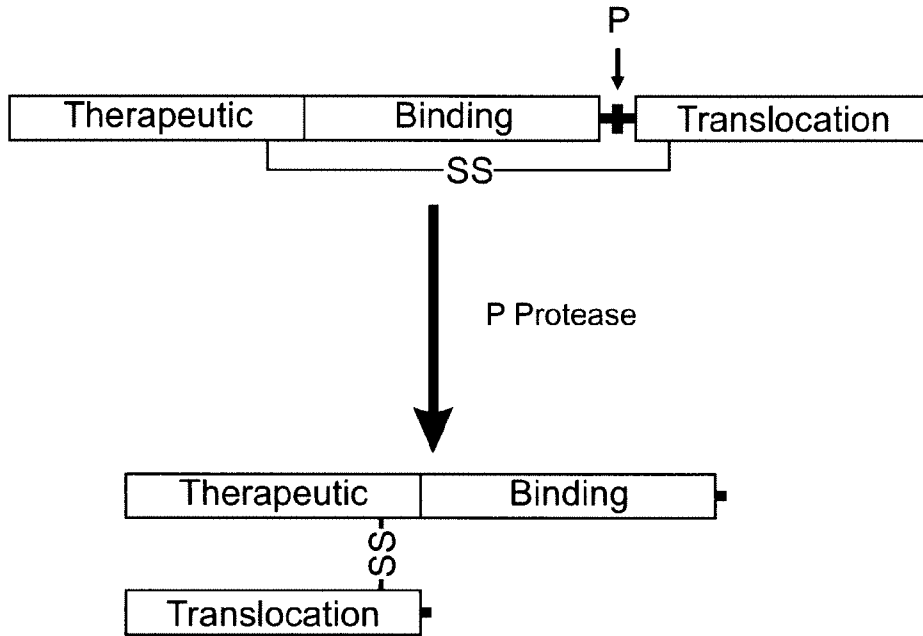 P
Therapeutic Binding Translocation
SS
P Protease
Therapeutic Binding
SS
Translocation